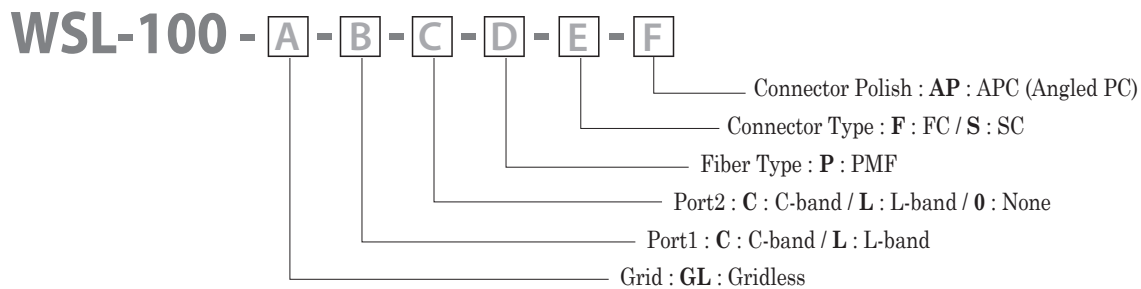 WSL-100 - A - B - C - D - E - F
Connector Polish : AP : APC (Angled PC)
Connector Type : F : FC / S : SC
Fiber Type : P : PMF
Port2 : C : C-band / L : L-band / 0 : None
Port1 : C : C-band / L : L-band
Grid : GL : Gridless